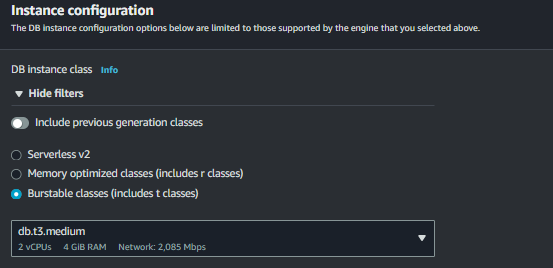 Instance configuration
The DB instance configuration options below are limited to those supported by the engine that you selected above.
DB instance class Info
Hide filters
Include previous generation classes
Serverless v2
Memory optimized classes (includes r classes)
Burstable classes (includes t classes)
db.t3.medium
2 vCPUs 4 GiB RAM Network: 2,085 Mbps